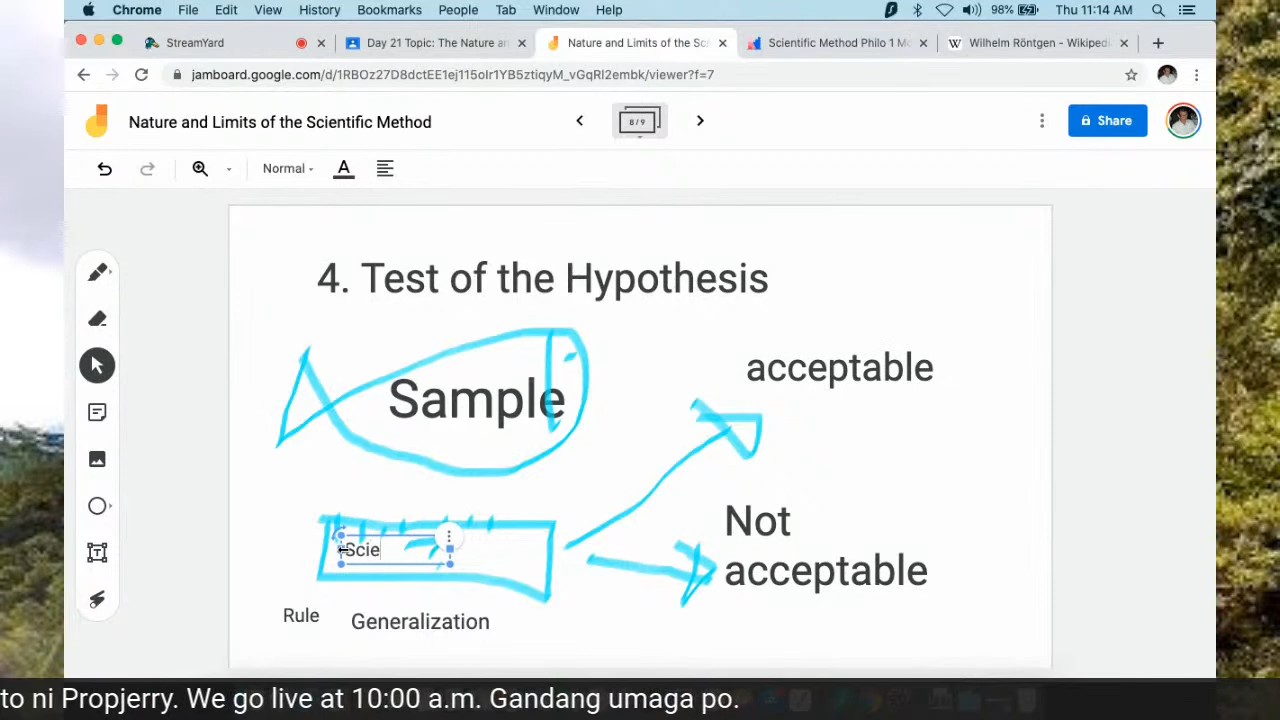 Chrome File Edit View History Bookmarks People Tab Window Help 98% Thu 11:14 AM
StreamYard Day 21 Topic: The Nature an Nature and Limits of the Sci Scientific Method Philo 1 Mo Wilhelm Röntgen - Wikiped
jamboard.google.com/d/1RBOz27D8dctEE1ej115oIr1YB5ztiqyM_vGqRl2embk/viewer?f=7
Nature and Limits of the Scientific Method 8/9 Share
Normal A
4. Test of the Hypothesis
acceptable
Sample
Not
acceptable
Scie
Rule Generalization
to ni Propjerry. We go live at 10:00 a.m. Gandang umaga po.